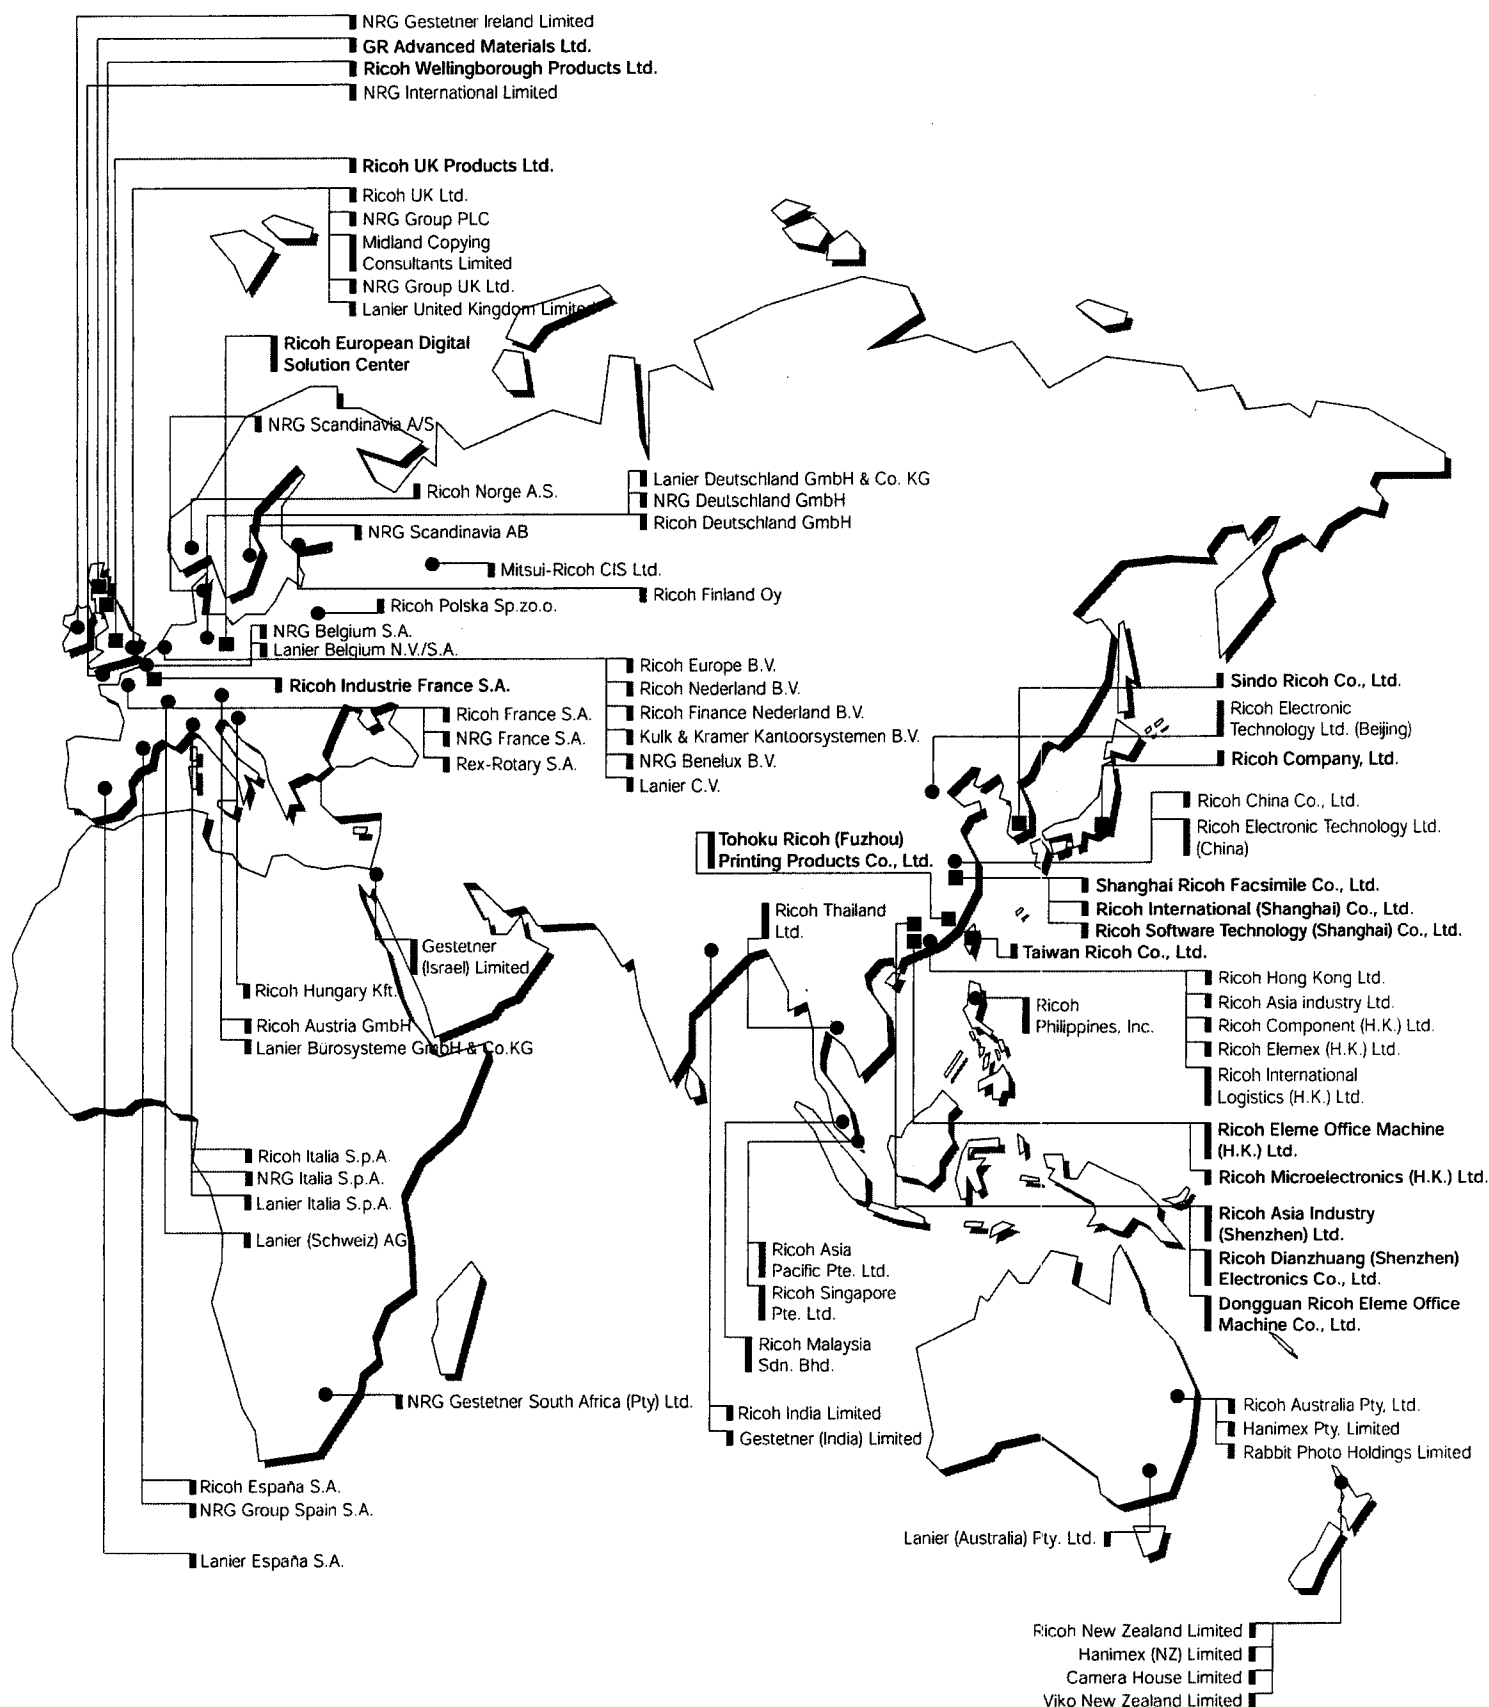 NRG Gestetner Ireland Limited
GR Advanced Materials Ltd.
Ricoh Wellingborough Products Ltd.
NRG International Limited
Ricoh UK Products Ltd.
Ricoh UK Ltd.
NRG Group PLC
Midland Copying
Consultants Limited
NRG Group UK Ltd.
Lanier United Kingdom Limited
Ricoh European Digital
Solution Center
NRG Scandinavia A/S
Ricoh Norge A.S.
Lanier Deutschland GmbH & Co. KG
NRG Deutschland GmbH
Ricoh Deutschland GmbH
NRG Scandinavia AB
Mitsui-Ricoh CIS Ltd.
Ricoh Finland Oy
Ricoh Polska Sp.zo.o.
NRG Belgium S.A.
Lanier Belgium N.V./S.A.
Ricoh Industrie France S.A.
Ricoh France S.A.
NRG France S.A.
Rex-Rotary S.A.
Ricoh Europe B.V.
Ricoh Nederland B.V.
Ricoh Finance Nederland B.V.
Kulk & Kramer Kantoorsystemen B.V.
NRG Benelux B.V.
Lanier C.V.
Sindo Ricoh Co., Ltd.
Ricoh Electronic
Technology Ltd. (Beijing)
Ricoh Company, Ltd.
Ricoh China Co., Ltd.
Ricoh Electronic Technology Ltd.
(China)
Tohoku Ricoh (Fuzhou)
Printing Products Co., Ltd.
Shanghai Ricoh Facsimile Co., Ltd.
Ricoh International (Shanghai) Co., Ltd.
Ricoh Software Technology (Shanghai) Co., Ltd.
Taiwan Ricoh Co., Ltd.
Ricoh Thailand
Ltd.
Gestetner
(Israel) Limited
Ricoh Hungary Kft.
Ricoh Austria GmbH
Lanier Bürosysteme GmbH & Co.KG
Ricoh
Philippines, Inc.
Ricoh Hong Kong Ltd.
Ricoh Asia industry Ltd.
Ricoh Component (H.K.) Ltd.
Ricoh Elemex (H.K.) Ltd.
Ricoh International
Logistics (H.K.) Ltd.
Ricoh Eleme Office Machine
(H.K.) Ltd.
Ricoh Microelectronics (H.K.) Ltd.
Ricoh Asia Industry
(Shenzhen) Ltd.
Ricoh Dianzhuang (Shenzhen)
Electronics Co., Ltd.
Dongguan Ricoh Eleme Office
Machine Co., Ltd.
Ricoh Italia S.p.A.
NRG Italia S.p.A.
Lanier Italia S.p.A.
Lanier (Schweiz) AG
Ricoh Asia
Pacific Pte. Ltd.
Ricoh Singapore
Pte. Ltd.
Ricoh Malaysia
Sdn. Bhd.
NRG Gestetner South Africa (Pty) Ltd.
Ricoh India Limited
Gestetner (India) Limited
Ricoh Australia Pty, Ltd.
Hanimex Pty, Limited
Rabbit Photo Holdings Limited
Ricoh España S.A.
NRG Group Spain S.A.
Lanier España S.A.
Lanier (Australia) Pty. Ltd.
Ricoh New Zealand Limited
Hanimex (NZ) Limited
Camera House Limited
Viko New Zealand Limited